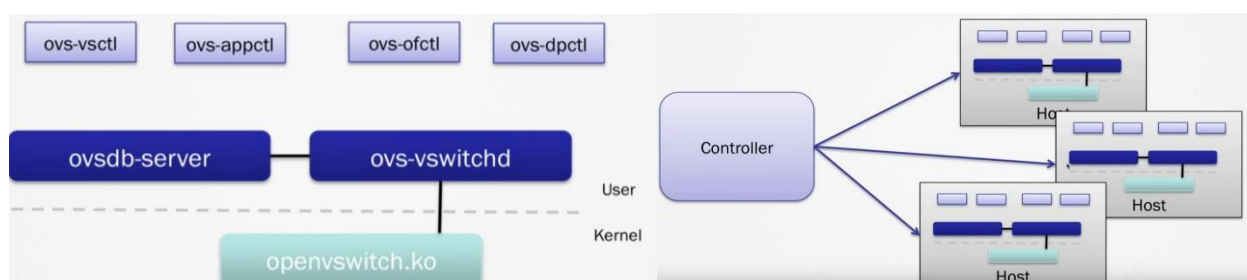 ovs-vsctl
ovs-appctl
ovs-ofctl
ovs-dpctl
ovsdb-server
ovs-vswitchd
User
Kernel
openvswitch.ko
Controller
Host
Host
Host